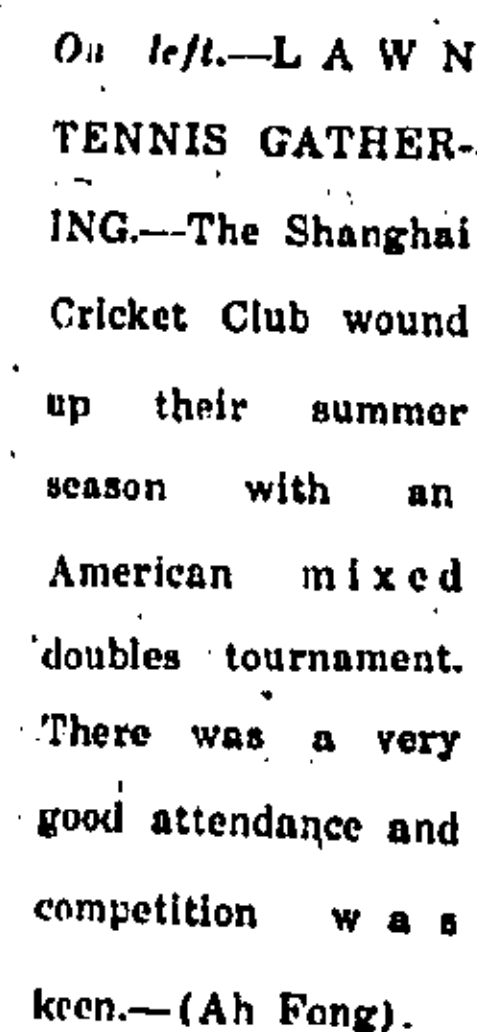 On left.—LAWN
TENNIS GATHER-
ING.—The Shanghai
Cricket Club wound
up their summer
season with an
American mixed
doubles tournament.
There was a very
good attendance and
competition was
keen.—(Ah Fong).